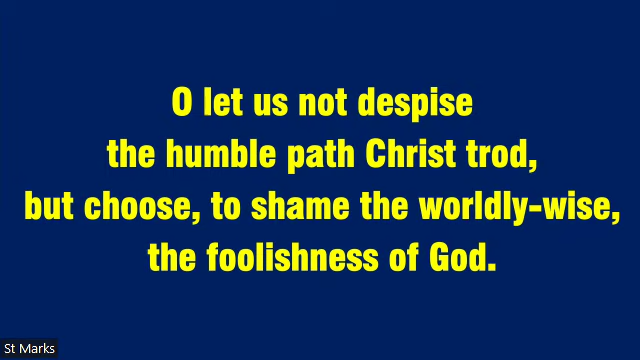 O let us not despise
the humble path Christ trod,
but choose, to shame the worldly-wise,
the foolishness of God.
St Marks